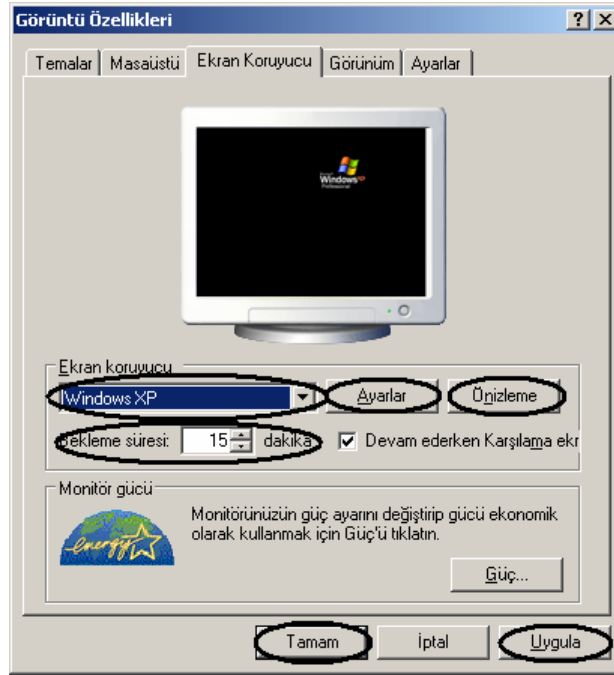 Görüntü Özellikleri
Temalar Masaüstü Ekran Koruyucu Görünüm Ayarlar
Windows xp
Professional
Ekran koruyucu
Windows XP Ayarlar Önizleme
Bekleme süresi: 15 dakika Devam ederken Karşılama ekr
Monitör gücü
Monitörünüzün güç ayarını değiştirip gücü ekonomik
energy
olarak kullanmak için Güç'ü tıklatın.
Güç...
Tamam İptal Uygula